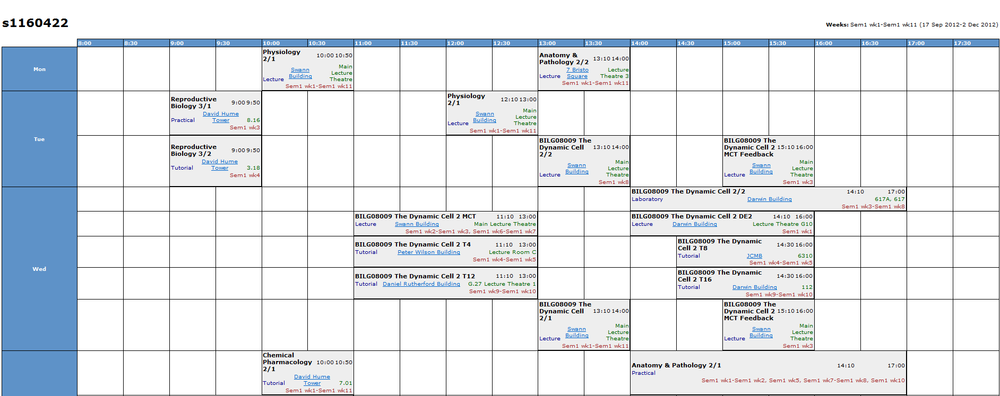 s1160422
Weeks: Sem1 wk1-Sem1 wk11 (17 Sep 2012-2 Dec 2012)
8:00 8:30 9:00 9:30 10:00 10:30 11:00 11:30 12:00 12:30 13:00 13:30 14:00 14:30 15:00 15:30 16:00 16:30 17:00 17:30
Mon
Physiology
2/1
10:00 10:50
Swann
Building
Main
Lecture
Theatre
Lecture
Sem1 wk1-Sem1 wk11
Anatomy &
Pathology 2/2
13:10 14:00
7 Bristo
Square
Lecture
Theatre 3
Lecture
Sem1 wk1-Sem1 wk11
Tue
Reproductive
Biology 3/1
9:00 9:50
David Hume
Practical Tower 8.16
Sem1 wk3
Physiology
2/1
12:10 13:00
Swann
Building
Main
Lecture
Theatre
Lecture
Sem1 wk1-Sem1 wk11
Reproductive
Biology 3/2
9:00 9:50
David Hume
Tutorial Tower 3.18
Sem1 wk4
BILG08009 The
Dynamic Cell
2/2
13:10 14:00
Swann
Building
Main
Lecture
Theatre
Lecture
Sem1 wk8
BILG08009 The
Dynamic Cell 2
MCT Feedback
15:10 16:00
Swann
Building
Main
Lecture
Theatre
Lecture
Sem1 wk3
Wed
BILG08009 The Dynamic Cell 2/2 14:10 17:00
Laboratory Darwin Building 617A, 617
Sem1 wk3-Sem1 wk8
BILG08009 The Dynamic Cell 2 MCT 11:10 13:00
Lecture Swann Building Main Lecture Theatre
Sem1 wk2-Sem1 wk3, Sem1 wk6-Sem1 wk7
BILG08009 The Dynamic Cell 2 DE2 14:10 16:00
Lecture Darwin Building Lecture Theatre G10
Sem1 wk1
BILG08009 The Dynamic Cell 2 T4 11:10 13:00
Tutorial Peter Wilson Building Lecture Room C
Sem1 wk4-Sem1 wk5
BILG08009 The Dynamic
Cell 2 T8
14:30 16:00
Tutorial JCMB 6310
Sem1 wk4-Sem1 wk5
BILG08009 The Dynamic Cell 2 T12 11:10 13:00
Tutorial Daniel Rutherford Building G.27 Lecture Theatre 1
Sem1 wk9-Sem1 wk10
BILG08009 The Dynamic
Cell 2 T16
14:30 16:00
Tutorial Darwin Building 112
Sem1 wk9-Sem1 wk10
BILG08009 The
Dynamic Cell
2/1
13:10 14:00
Swann
Building
Main
Lecture
Theatre
Lecture
Sem1 wk1-Sem1 wk11
BILG08009 The
Dynamic Cell 2
MCT Feedback
15:10 16:00
Swann
Building
Main
Lecture
Theatre
Lecture
Sem1 wk3
Chemical
Pharmacology
2/1
10:00 10:50
David Hume
Tutorial Tower 7.01
Sem1 wk1-Sem1 wk11
Anatomy & Pathology 2/1 14:10 17:00
Practical
Sem1 wk1-Sem1 wk2, Sem1 wk5, Sem1 wk7-Sem1 wk8, Sem1 wk10